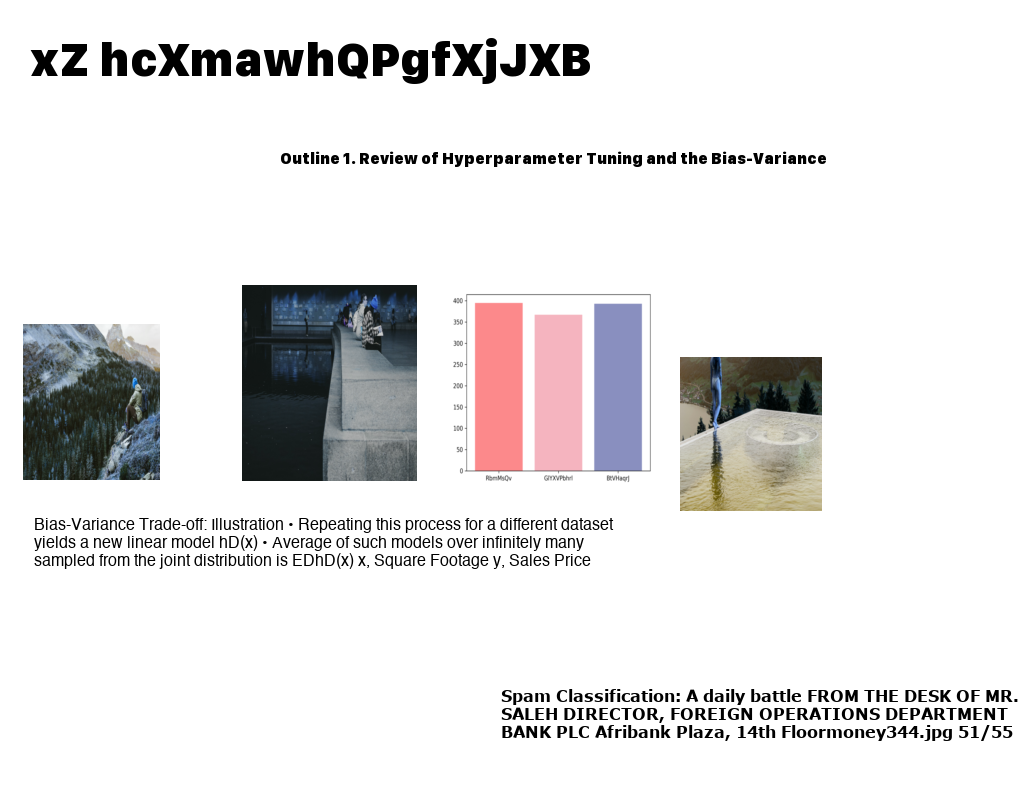 xZ hcXmawhQPgfXjJXB
Outline 1. Review of Hyperparameter Tuning and the Bias-Variance
400
350
300
250
200
150
100
50
0
RbmMsQv
GlYXVPbhrI
BtVHaqrJ
Bias-Variance Trade-off: Illustration • Repeating this process for a different dataset
yields a new linear model hD(x) • Average of such models over infinitely many
sampled from the joint distribution is EDhD(x) x, Square Footage y, Sales Price
Spam Classification: A daily battle FROM THE DESK OF MR.
SALEH DIRECTOR, FOREIGN OPERATIONS DEPARTMENT
BANK PLC Afribank Plaza, 14th Floormoney344.jpg 51/55